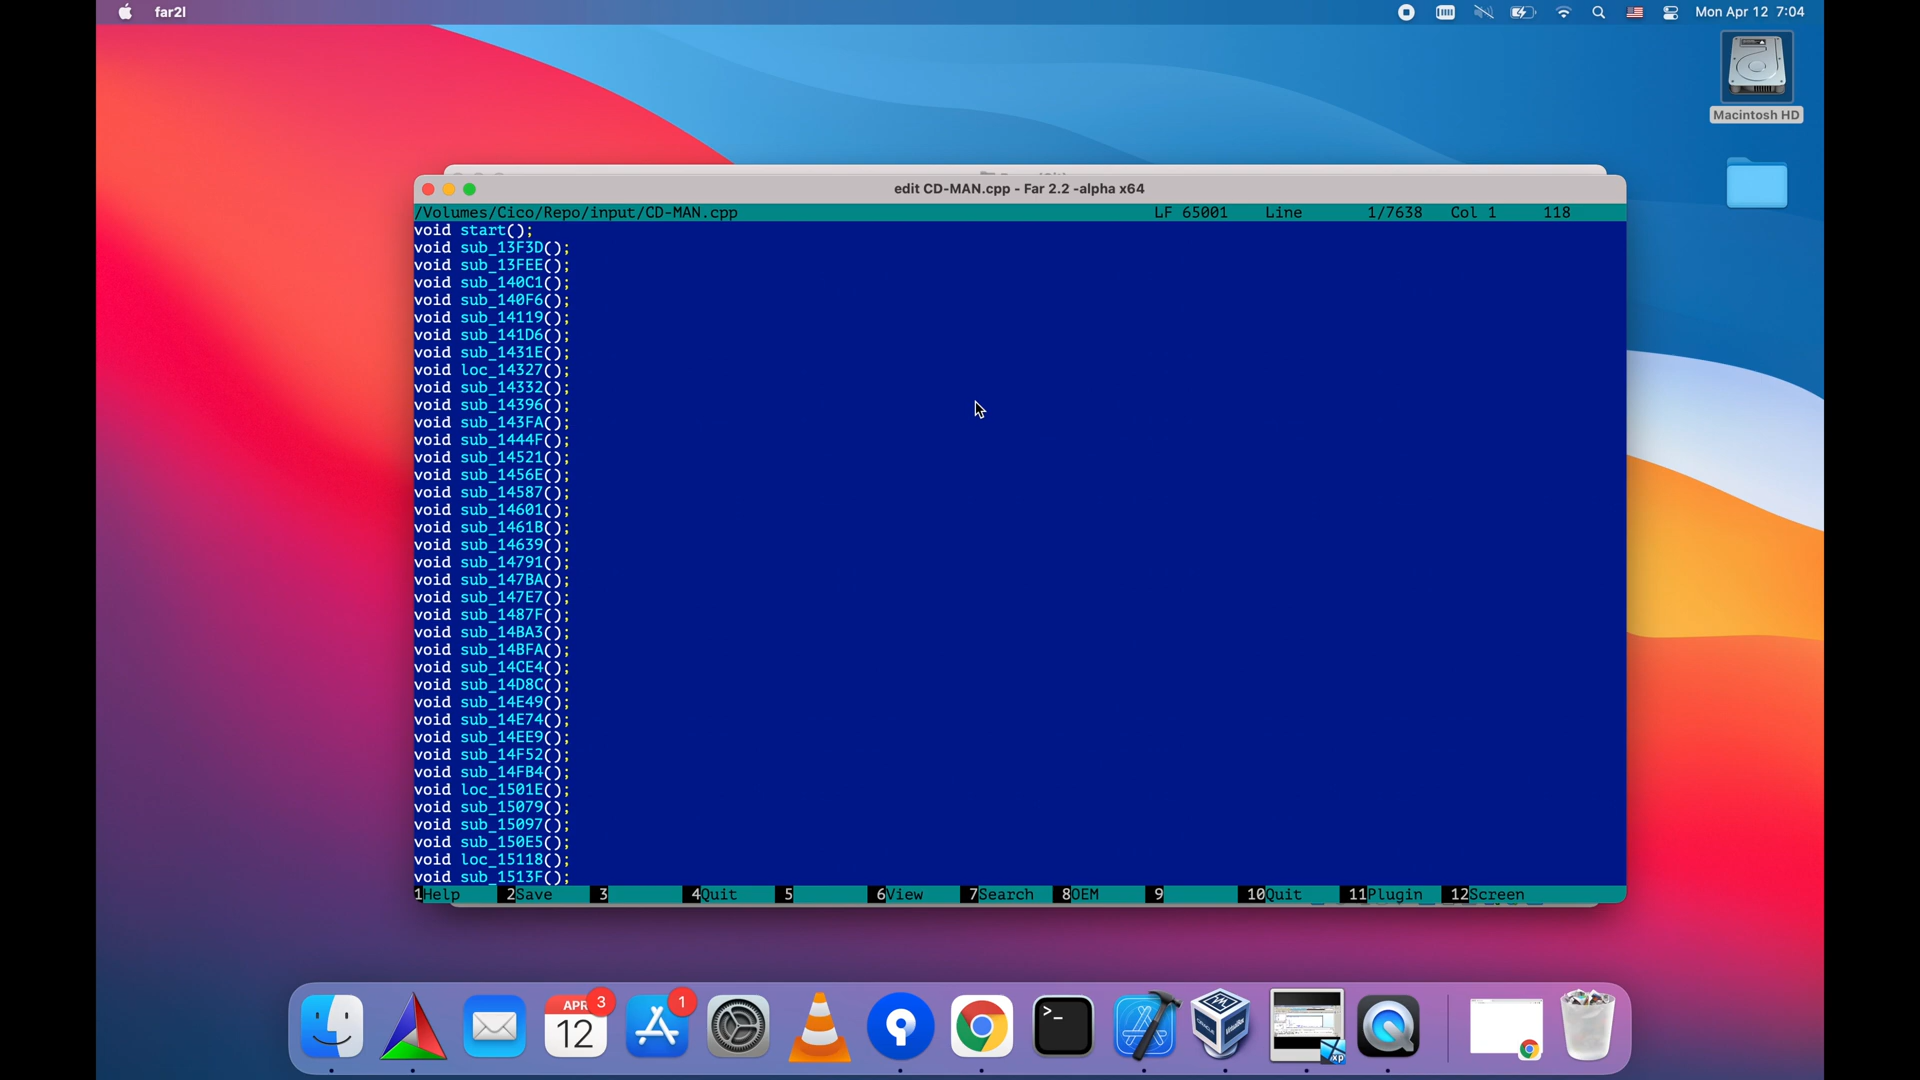 far2l
Mon Apr 12 7:04
Macintosh HD
edit CD-MAN.cpp - Far 2.2 -alpha x64
/Volumes/Cico/Repo/input/CD-MAN.cpp LF 65001 Line 1/7638 Col 1 118
void start();
void sub_13F3D();
void sub_13FEE();
void sub_140C1();
void sub_140F6();
void sub_14119();
void sub_141D6();
void sub_1431E();
void loc_14327();
void sub_14332();
void sub_14396();
void sub_143FA();
void sub_1444F();
void sub_14521();
void sub_1456E();
void sub_14587();
void sub_14601();
void sub_1461B();
void sub_14639();
void sub_14791();
void sub_147BA();
void sub_147E7();
void sub_1487F();
void sub_14BA3();
void sub_14BFA();
void sub_14CE4();
void sub_14D8C();
void sub_14E49();
void sub_14E74();
void sub_14EE9();
void sub_14F52();
void sub_14FB4();
void loc_1501E();
void sub_15079();
void sub_15097();
void sub_150E5();
void loc_15118();
void sub_1513F();
1Help 2Save 3 4Quit 5 6View 7Search 8OEM 9 10Quit 11Plugin 12Screen
APR 3 1
12 >_
xp